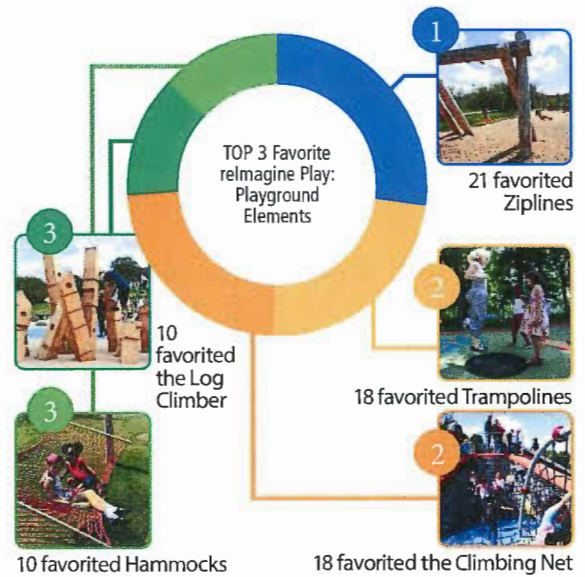 TOP 3 Favorite
reImagine Play:
Playground
Elements
1
21 favorited
Ziplines
2
18 favorited Trampolines
2
18 favorited the Climbing Net
3
10
favorited
the Log
Climber
3
10 favorited Hammocks